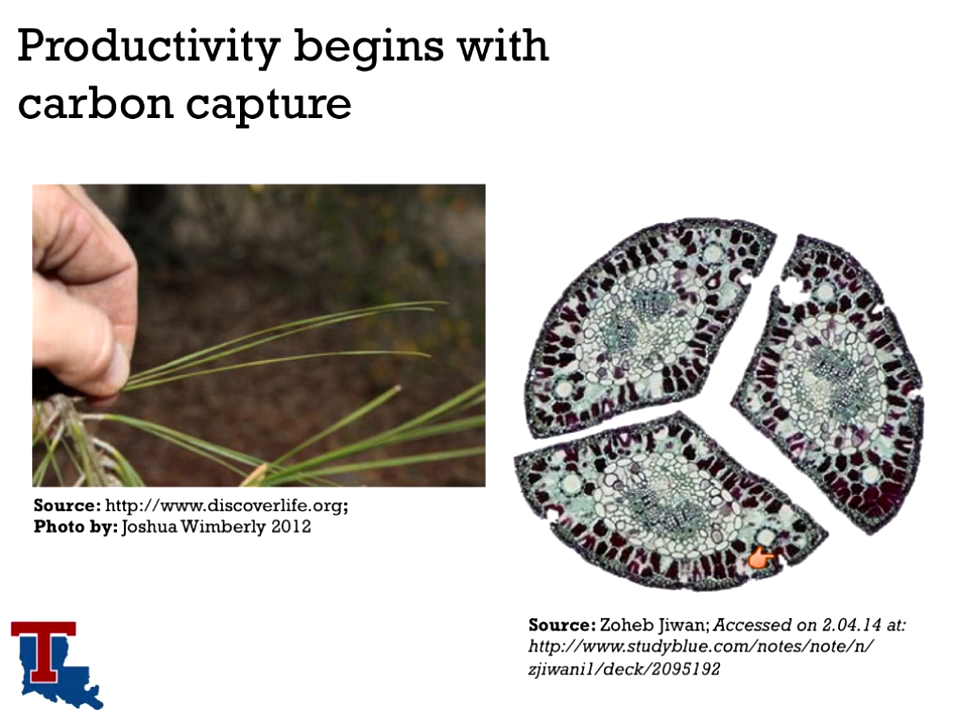 Productivity begins with
carbon capture
Source: http://www.discoverlife.org;
Photo by: Joshua Wimberly 2012
Source: Zoheb Jiwan; Accessed on 2.04.14 at:
http://www.studyblue.com/notes/note/n/
zjiwani1/deck/2095192
T